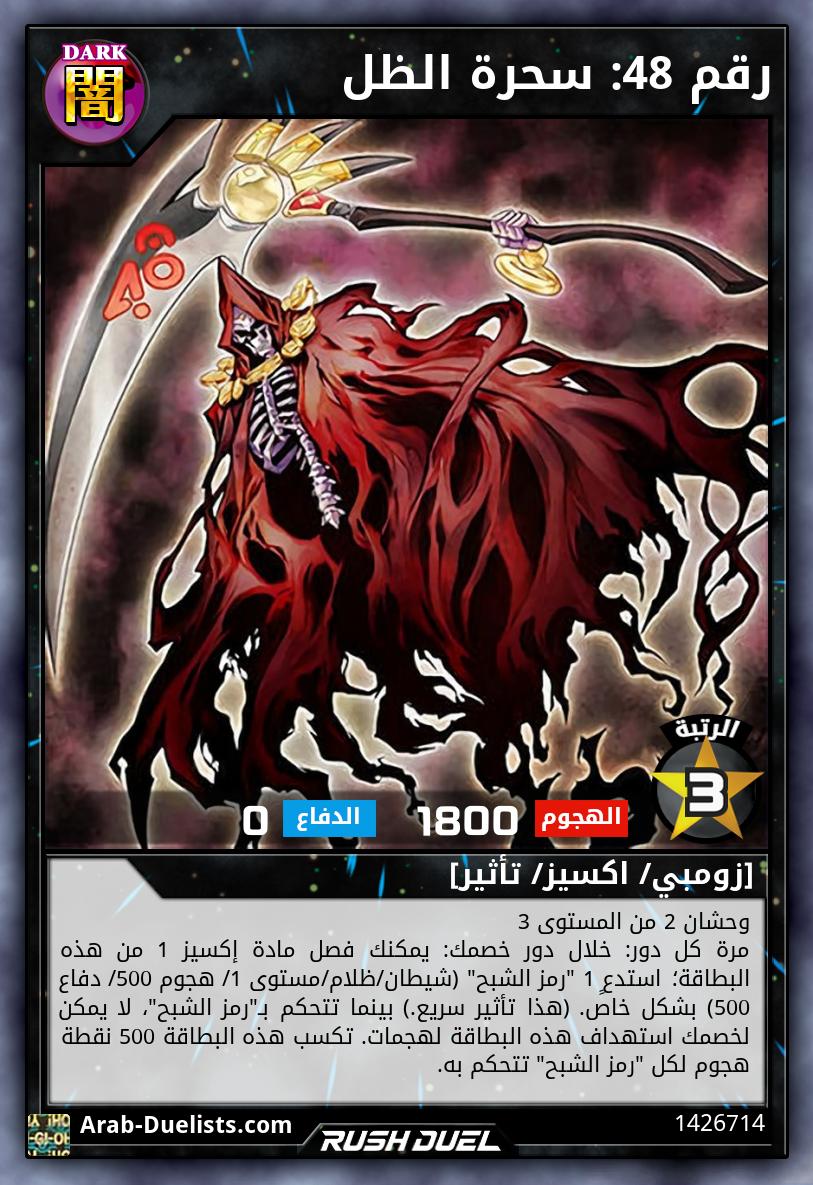 DARK
闇
رقم 48: سحرة الظل
الرتبة
3
الهجوم 1800 الدفاع 0
[زومبي/ اكسيز/ تأثير]
وحشان 2 من المستوى 3
مرة كل دور: خلال دور خصمك: يمكنك فصل مادة إكسيز 1 من هذه
البطاقة؛ استدعِ 1 "رمز الشبح" (شيطان/ظلام/مستوى 1/ هجوم 500/ دفاع
500) بشكل خاص. (هذا تأثير سريع.) بينما تتحكم بـ"رمز الشبح"، لا يمكن
لخصمك استهداف هذه البطاقة لهجمات. تكسب هذه البطاقة 500 نقطة
هجوم لكل "رمز الشبح" تتحكم به.
1426714
RUSH DUEL
Arab-Duelists.com